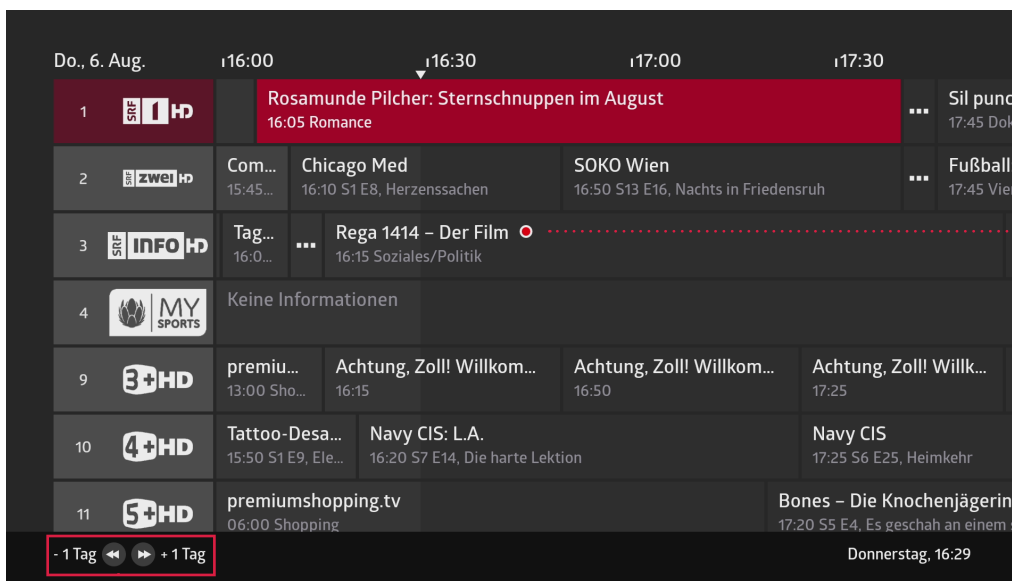 Do., 6. Aug. 16:00 16:30 17:00 17:30
1 SRF 1 HD Rosamunde Pilcher: Sternschnuppen im August ... Sil punc
16:05 Romance 17:45 Dok
2 SRF zwei HD Com... Chicago Med SOKO Wien ... Fußball
15:45... 16:10 S1 E8, Herzenssachen 16:50 S13 E16, Nachts in Friedensruh 17:45 Vie
3 SRF INFO HD Tag... ... Rega 1414 – Der Film
16:0... 16:15 Soziales/Politik
4 MY SPORTS Keine Informationen
9 3+ HD premiu... Achtung, Zoll! Willkom... Achtung, Zoll! Willkom... Achtung, Zoll! Willk...
13:00 Sho... 16:15 16:50 17:25
10 4+ HD Tattoo-Desa... Navy CIS: L.A. Navy CIS
15:50 S1 E9, Ele... 16:20 S7 E14, Die harte Lektion 17:25 S6 E25, Heimkehr
11 5+ HD premiumshopping.tv Bones – Die Knochenjägerin
06:00 Shopping 17:20 S5 E4, Es geschah an einem
- 1 Tag + 1 Tag Donnerstag, 16:29